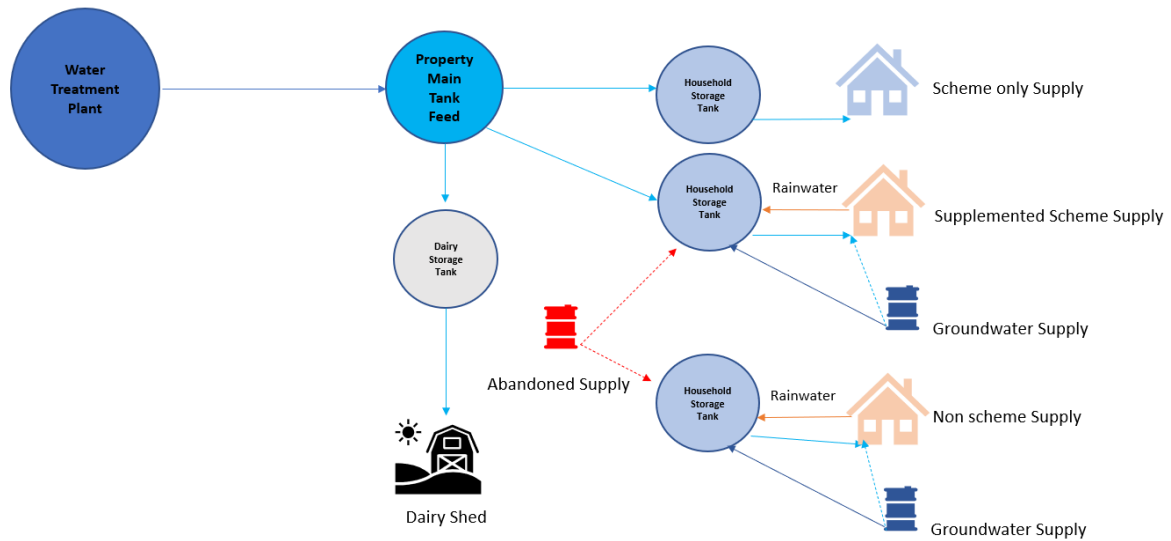 Water
Treatment
Plant
Property
Main
Tank
Feed
Household
Storage
Tank
Scheme only Supply
Household
Storage
Tank
Rainwater
Supplemented Scheme Supply
Dairy
Storage
Tank
Groundwater Supply
Abandoned Supply
Household
Storage
Tank
Rainwater
Non scheme Supply
Dairy Shed
Groundwater Supply